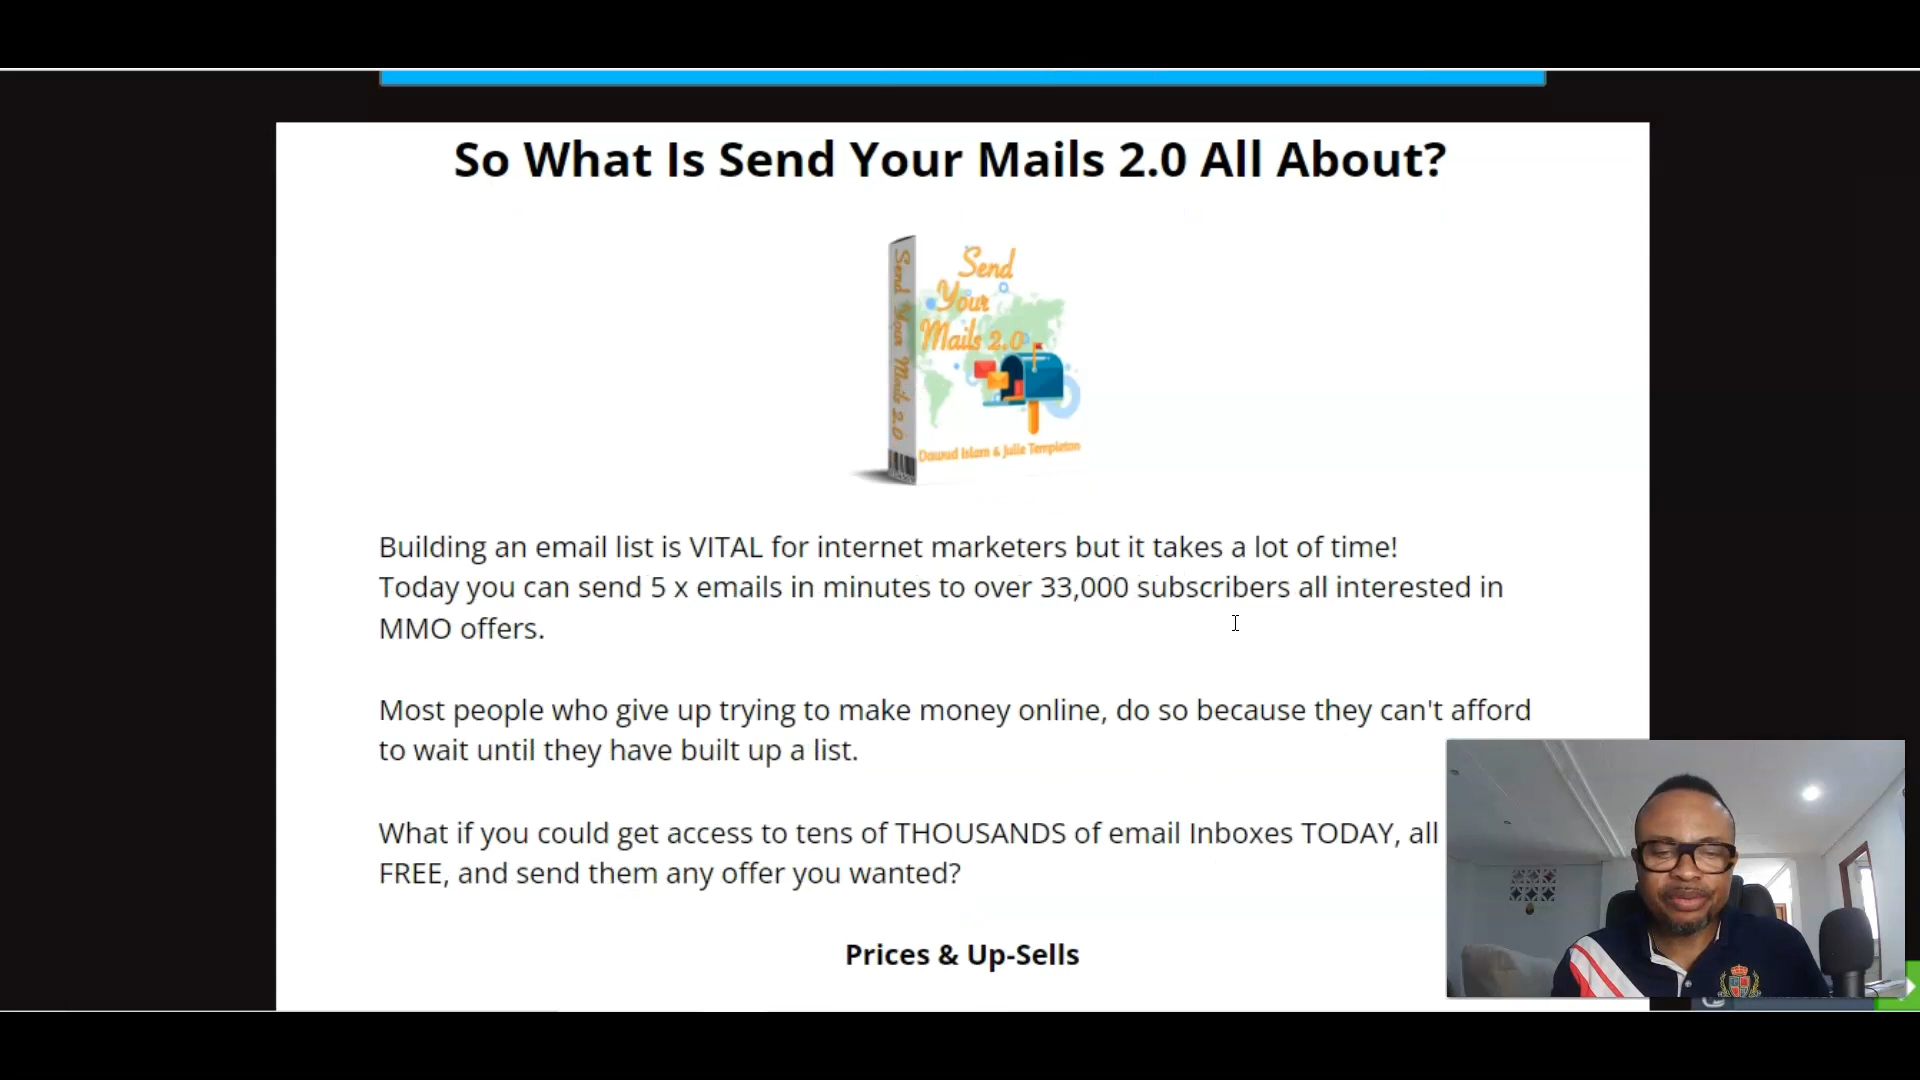 So What Is Send Your Mails 2.0 All About?
Send Your Mails 2.0
Send
Your
Mails 2.0
Dawud Islam & Julie Templeton
Building an email list is VITAL for internet marketers but it takes a lot of time!
Today you can send 5 x emails in minutes to over 33,000 subscribers all interested in
MMO offers.
Most people who give up trying to make money online, do so because they can't afford
to wait until they have built up a list.
What if you could get access to tens of THOUSANDS of email Inboxes TODAY, all
FREE, and send them any offer you wanted?
Prices & Up-Sells